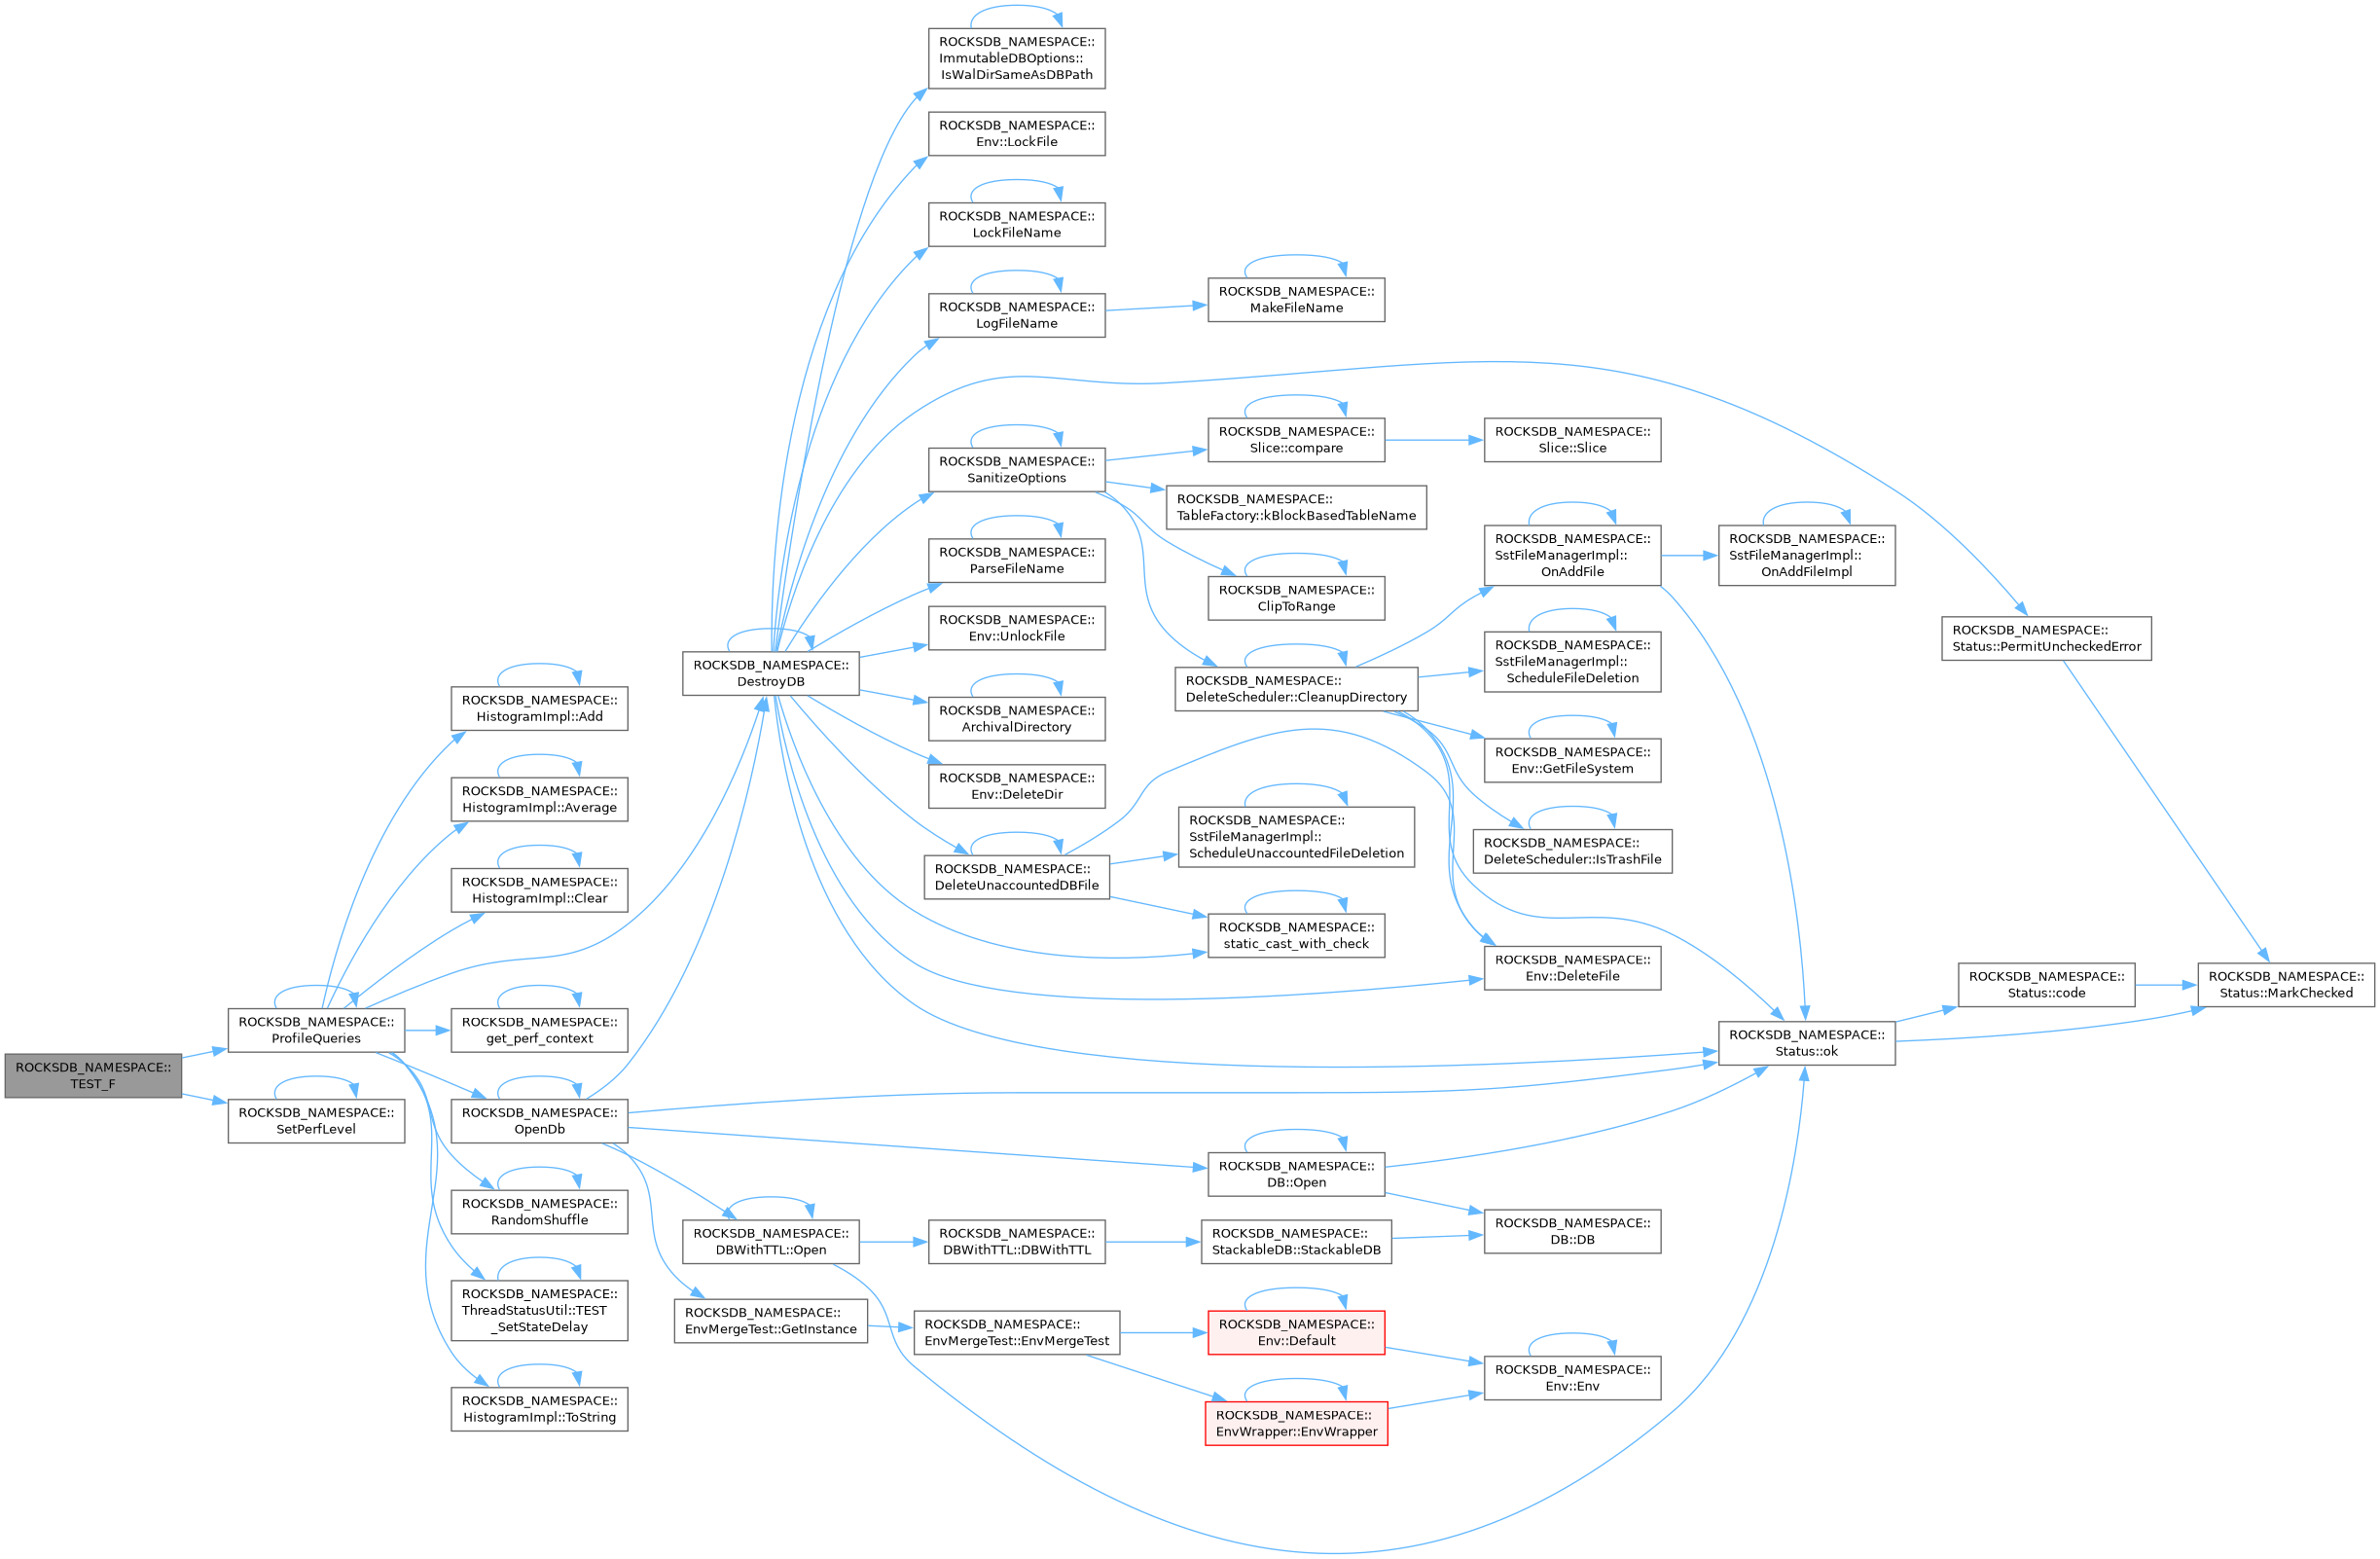 ROCKSDB_NAMESPACE::
TEST_F
ROCKSDB_NAMESPACE::
ProfileQueries
ROCKSDB_NAMESPACE::
SetPerfLevel
ROCKSDB_NAMESPACE::
HistogramImpl::Add
ROCKSDB_NAMESPACE::
HistogramImpl::Average
ROCKSDB_NAMESPACE::
HistogramImpl::Clear
ROCKSDB_NAMESPACE::
get_perf_context
ROCKSDB_NAMESPACE::
OpenDb
ROCKSDB_NAMESPACE::
RandomShuffle
ROCKSDB_NAMESPACE::
ThreadStatusUtil::TEST
_SetStateDelay
ROCKSDB_NAMESPACE::
HistogramImpl::ToString
ROCKSDB_NAMESPACE::
DestroyDB
ROCKSDB_NAMESPACE::
DBWithTTL::Open
ROCKSDB_NAMESPACE::
EnvMergeTest::GetInstance
ROCKSDB_NAMESPACE::
ImmutableDBOptions::
IsWalDirSameAsDBPath
ROCKSDB_NAMESPACE::
Env::LockFile
ROCKSDB_NAMESPACE::
LockFileName
ROCKSDB_NAMESPACE::
LogFileName
ROCKSDB_NAMESPACE::
SanitizeOptions
ROCKSDB_NAMESPACE::
ParseFileName
ROCKSDB_NAMESPACE::
Env::UnlockFile
ROCKSDB_NAMESPACE::
ArchivalDirectory
ROCKSDB_NAMESPACE::
Env::DeleteDir
ROCKSDB_NAMESPACE::
DeleteUnaccountedDBFile
ROCKSDB_NAMESPACE::
DBWithTTL::DBWithTTL
ROCKSDB_NAMESPACE::
EnvMergeTest::EnvMergeTest
ROCKSDB_NAMESPACE::
MakeFileName
ROCKSDB_NAMESPACE::
Slice::compare
ROCKSDB_NAMESPACE::
TableFactory::kBlockBasedTableName
ROCKSDB_NAMESPACE::
ClipToRange
ROCKSDB_NAMESPACE::
DeleteScheduler::CleanupDirectory
ROCKSDB_NAMESPACE::
SstFileManagerImpl::
ScheduleUnaccountedFileDeletion
ROCKSDB_NAMESPACE::
static_cast_with_check
ROCKSDB_NAMESPACE::
DB::Open
ROCKSDB_NAMESPACE::
StackableDB::StackableDB
ROCKSDB_NAMESPACE::
Env::Default
ROCKSDB_NAMESPACE::
EnvWrapper::EnvWrapper
ROCKSDB_NAMESPACE::
Slice::Slice
ROCKSDB_NAMESPACE::
SstFileManagerImpl::
OnAddFile
ROCKSDB_NAMESPACE::
SstFileManagerImpl::
ScheduleFileDeletion
ROCKSDB_NAMESPACE::
Env::GetFileSystem
ROCKSDB_NAMESPACE::
DeleteScheduler::IsTrashFile
ROCKSDB_NAMESPACE::
Env::DeleteFile
ROCKSDB_NAMESPACE::
DB::DB
ROCKSDB_NAMESPACE::
Env::Env
ROCKSDB_NAMESPACE::
SstFileManagerImpl::
OnAddFileImpl
ROCKSDB_NAMESPACE::
Status::ok
ROCKSDB_NAMESPACE::
Status::PermitUncheckedError
ROCKSDB_NAMESPACE::
Status::code
ROCKSDB_NAMESPACE::
Status::MarkChecked